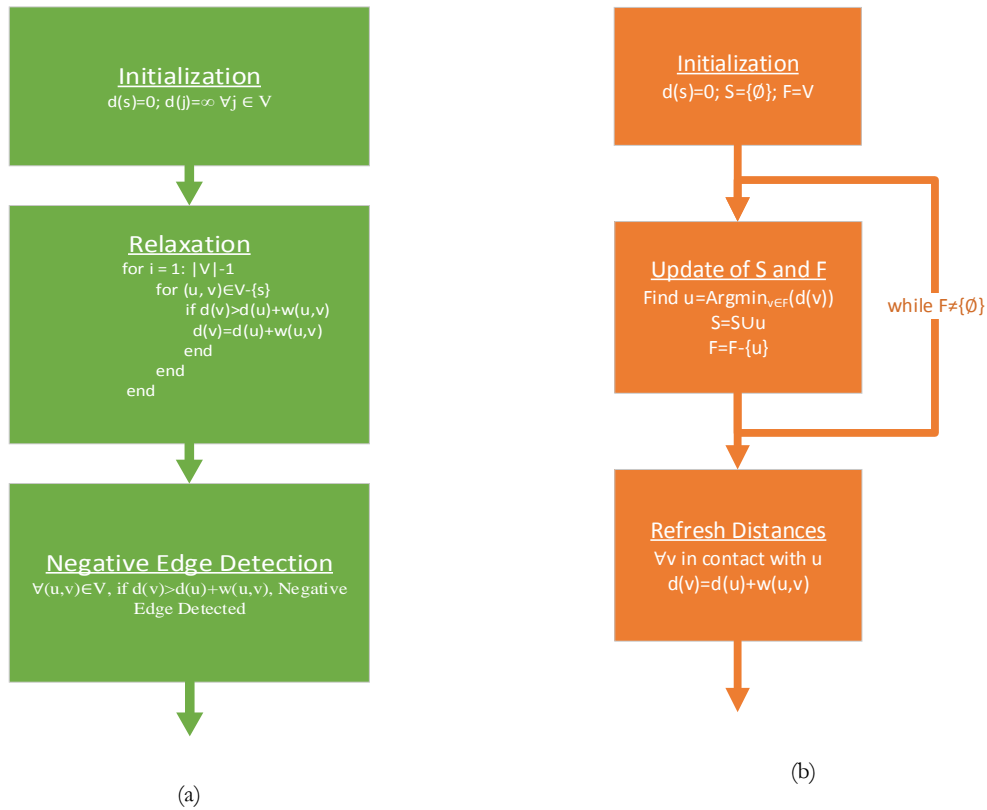 Initialization
d(s)=0; d(j)=∞ ∀j ∈ V
Relaxation
for i = 1: |V|-1
for (u, v)∈V-{s}
if d(v)>d(u)+w(u,v)
d(v)=d(u)+w(u,v)
end
end
end
Negative Edge Detection
∀(u,v)∈V, if d(v)>d(u)+w(u,v), Negative
Edge Detected
(a)
Initialization
d(s)=0; S={Ø}; F=V
Update of S and F
Find u=Argminᵥ∈F(d(v))
S=S∪u
F=F-{u}
while F≠{Ø}
Refresh Distances
∀v in contact with u
d(v)=d(u)+w(u,v)
(b)